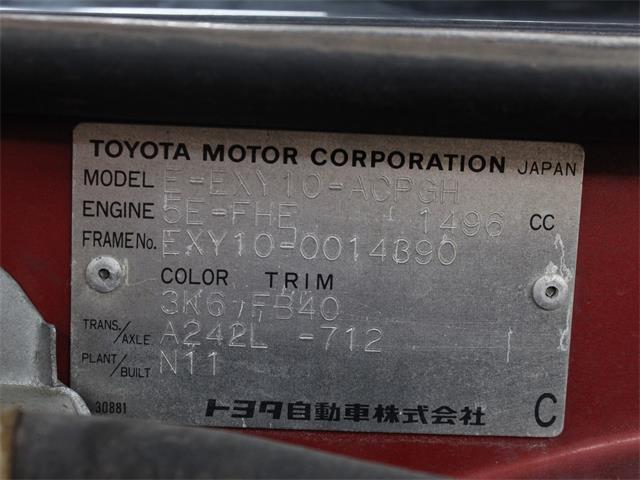 TOYOTA MOTOR CORPORATION JAPAN
MODEL E-EXY10-ACPGH
ENGINE 5E-FHE 1496 CC
FRAME No. EXY10-0014390
COLOR TRIM
3K6 / FB40
TRANS./AXLE A242L -712
PLANT/BUILT N11
30881 トヨタ自動車株式会社 C